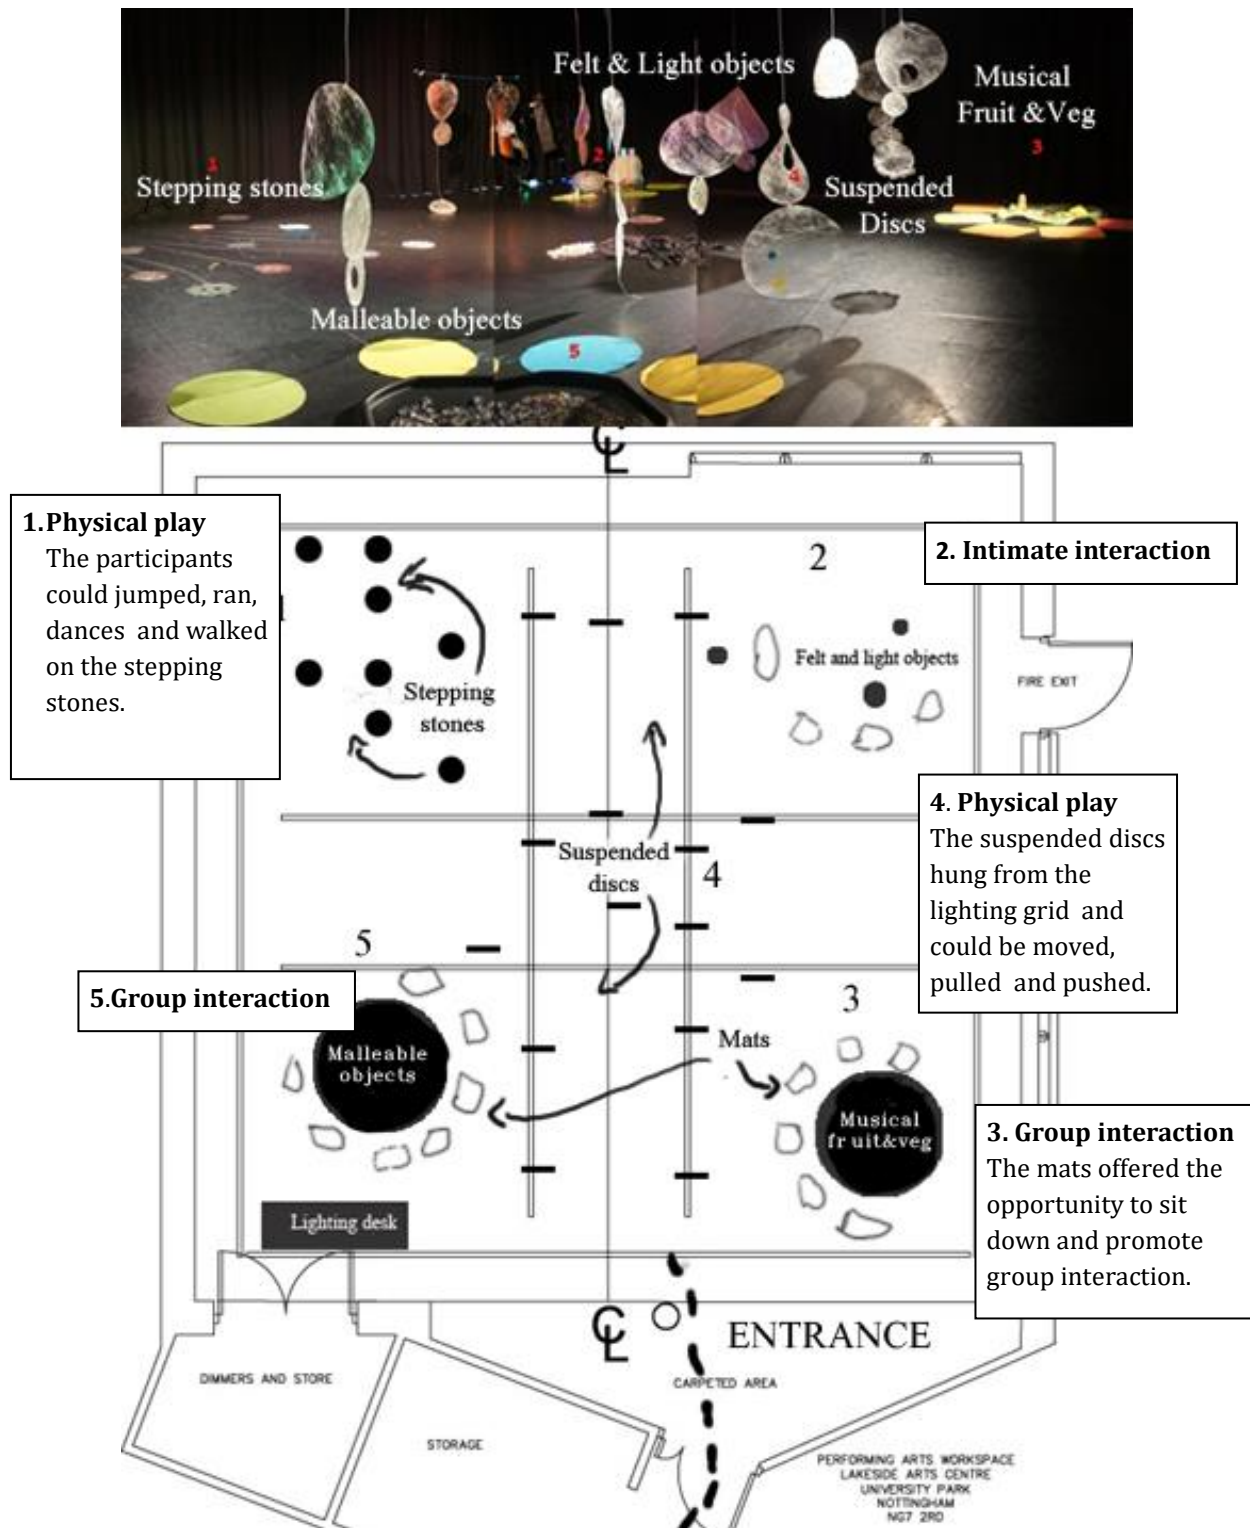 Felt & Light objects
Musical
Fruit &Veg
3
1
2
Stepping stones
4
Suspended
Discs
Malleable objects
5
C
L
1.Physical play
The participants
could jumped, ran,
dances and walked
on the stepping
stones.
2
2. Intimate interaction
Felt and light objects
FIRE EXIT
Stepping
stones
4. Physical play
The suspended discs
hung from the
lighting grid and
could be moved,
pulled and pushed.
Suspended
discs
4
5
5.Group interaction
3
Mats
Malleable
objects
Musical
fruit&veg
3. Group interaction
The mats offered the
opportunity to sit
down and promote
group interaction.
Lighting desk
C
L
ENTRANCE
DIMMERS AND STORE
CARPETED AREA
STORAGE
PERFORMING ARTS WORKSPACE
LAKESIDE ARTS CENTRE
UNIVERSITY PARK
NOTTINGHAM
NG7 2RD